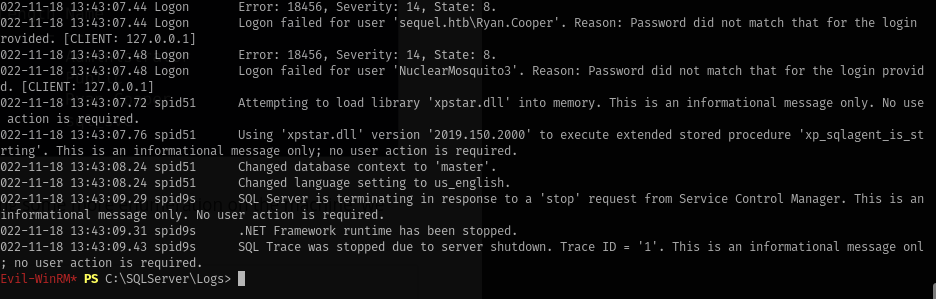 022-11-18 13:43:07.44 Logon       Error: 18456, Severity: 14, State: 8.
022-11-18 13:43:07.44 Logon       Logon failed for user 'sequel.htb\Ryan.Cooper'. Reason: Password did not match that for the login
rovided. [CLIENT: 127.0.0.1]
022-11-18 13:43:07.48 Logon       Error: 18456, Severity: 14, State: 8.
022-11-18 13:43:07.48 Logon       Logon failed for user 'NuclearMosquito3'. Reason: Password did not match that for the login provid
d. [CLIENT: 127.0.0.1]
022-11-18 13:43:07.72 spid51      Attempting to load library 'xpstar.dll' into memory. This is an informational message only. No use
 action is required.
022-11-18 13:43:07.76 spid51      Using 'xpstar.dll' version '2019.150.2000' to execute extended stored procedure 'xp_sqlagent_is_st
rting'. This is an informational message only; no user action is required.
022-11-18 13:43:08.24 spid51      Changed database context to 'master'.
022-11-18 13:43:08.24 spid51      Changed language setting to us_english.
022-11-18 13:43:09.29 spid9s      SQL Server is terminating in response to a 'stop' request from Service Control Manager. This is an
informational message only. No user action is required.
022-11-18 13:43:09.31 spid9s      .NET Framework runtime has been stopped.
022-11-18 13:43:09.43 spid9s      SQL Trace was stopped due to server shutdown. Trace ID = '1'. This is an informational message onl
; no user action is required.
Evil-WinRM* PS C:\SQLServer\Logs>